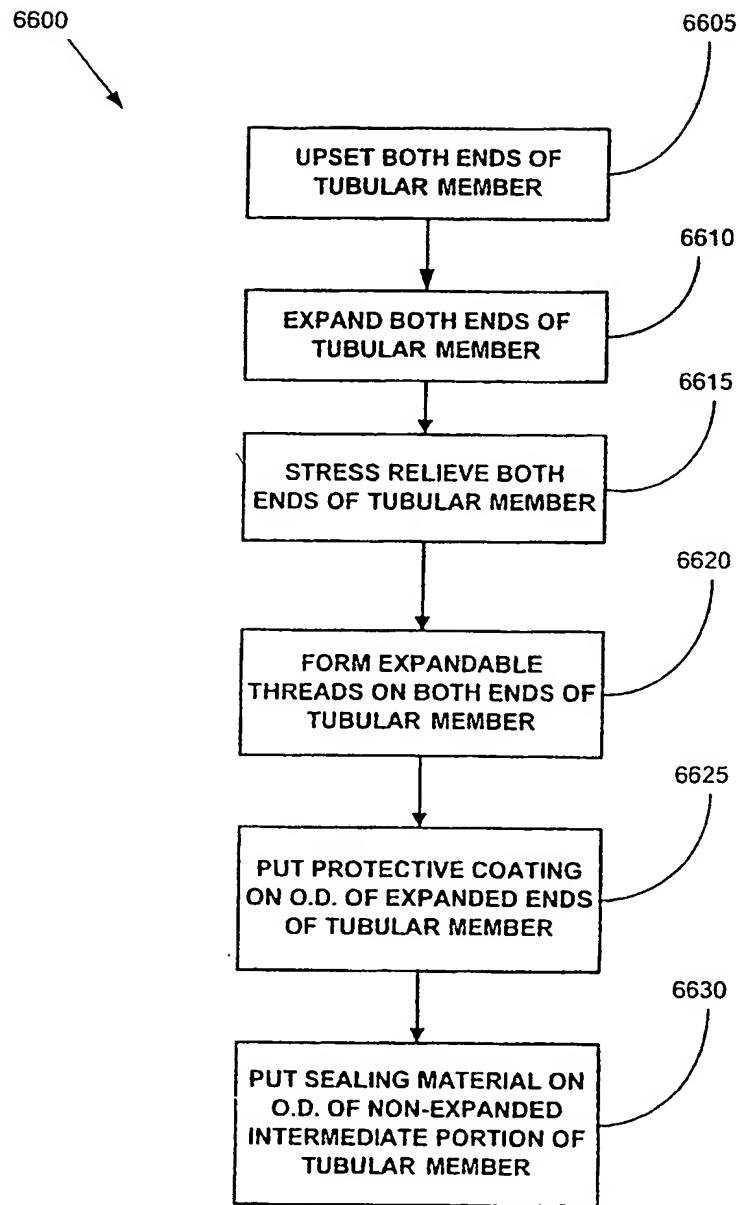 6600
6605
UPSET BOTH ENDS OF
TUBULAR MEMBER
6610
EXPAND BOTH ENDS OF
TUBULAR MEMBER
6615
STRESS RELIEVE BOTH
ENDS OF TUBULAR MEMBER
6620
FORM EXPANDABLE
THREADS ON BOTH ENDS OF
TUBULAR MEMBER
6625
PUT PROTECTIVE COATING
ON O.D. OF EXPANDED ENDS
OF TUBULAR MEMBER
6630
PUT SEALING MATERIAL ON
O.D. OF NON-EXPANDED
INTERMEDIATE PORTION OF
TUBULAR MEMBER